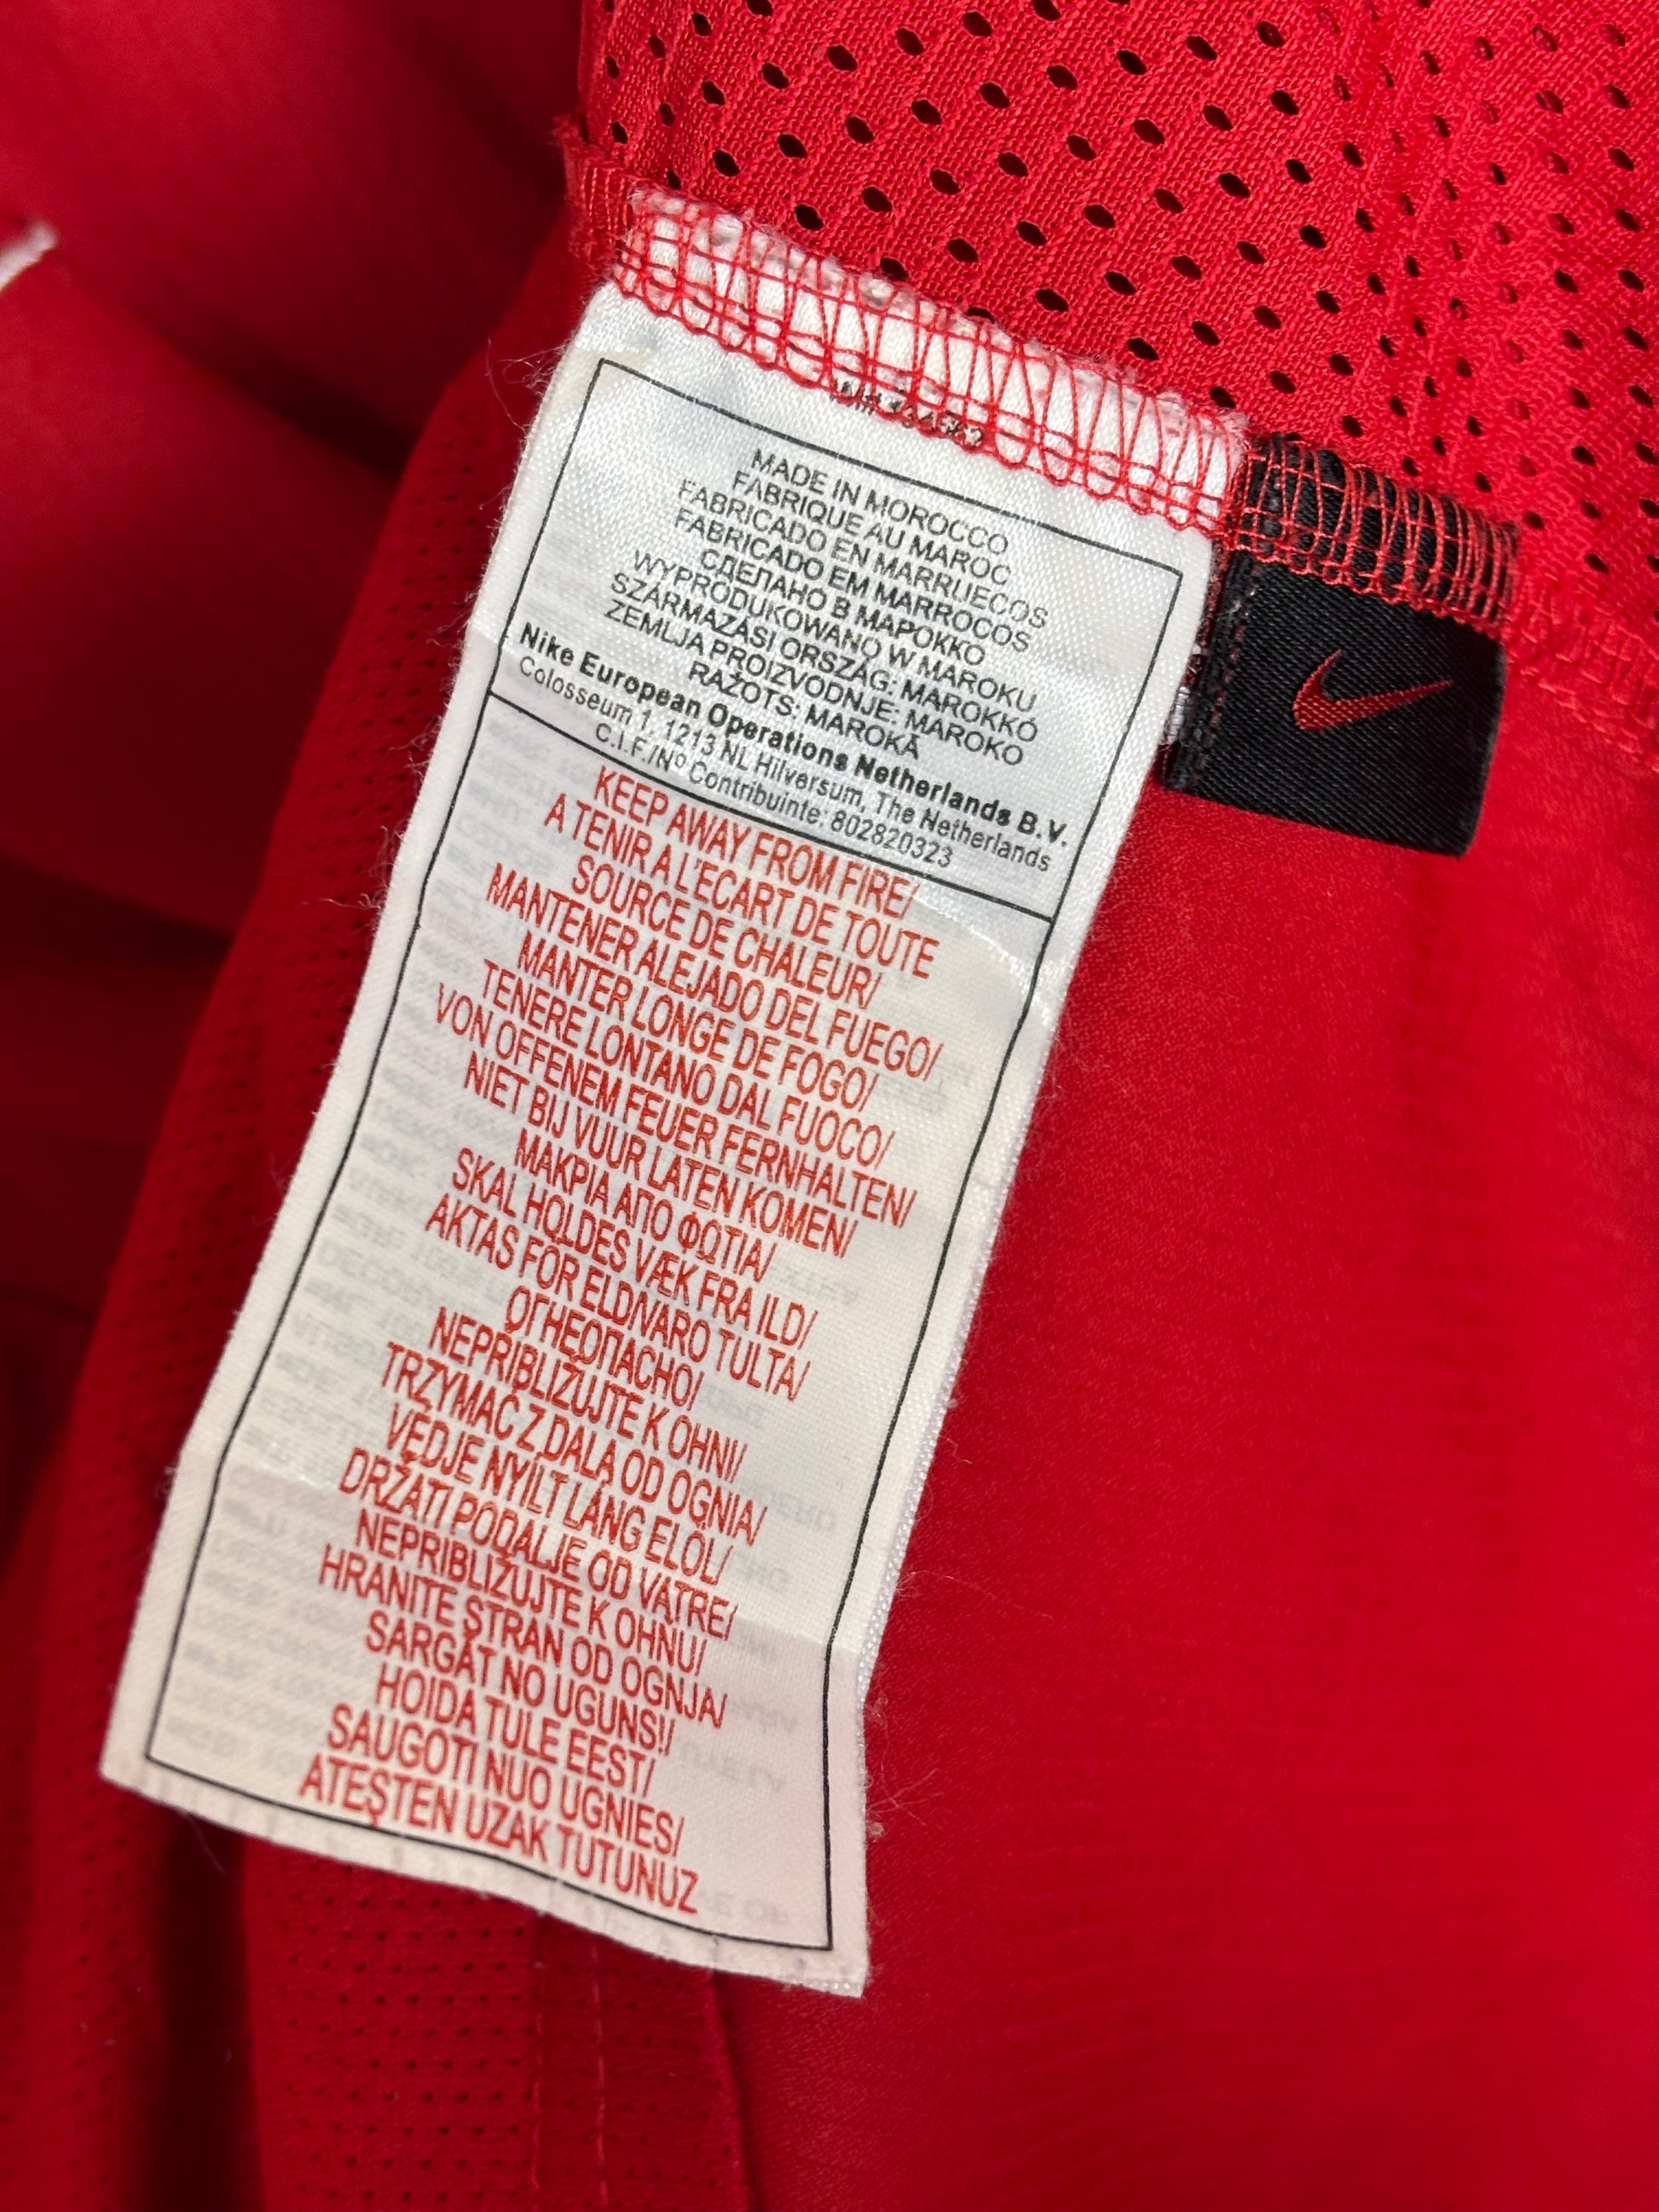 MADE IN MOROCCO
FABRIQUE AU MAROC
FABRICADO EN MARRUECOS
FABRICADO EM MARROCOS
СДЕЛАНО В МАРОККО
WYPRODUKOWANO W MAROKU
SZÁRMAZÁSI ORSZÁG: MAROKKÓ
ZEMLJA PROIZVODNJE: MAROKO
RAŽOTS: MAROKĀ
Nike European Operations Netherlands B.V.
Colosseum 1, 1213 NL Hilversum, The Netherlands
C.I.F./Nº Contribuinte: 802820323
KEEP AWAY FROM FIRE/
A TENIR A L'ECART DE TOUTE
SOURCE DE CHALEUR/
MANTENER ALEJADO DEL FUEGO/
MANTER LONGE DE FOGO/
TENERE LONTANO DAL FUOCO/
VON OFFENEM FEUER FERNHALTEN/
NIET BIJ VUUR LATEN KOMEN/
ΜΑΚΡΙΑ ΑΠΟ ΦΩΤΙΑ/
SKAL HOLDES VÆK FRA ILD/
AKTAS FÖR ELD/VARO TULTA/
ОГНЕОПАСНО/
NEPŘIBLIŽUJTE K OHNI/
TRZYMAĆ Z DALA OD OGNIA/
VÉDJE NYÍLT LÁNG ELŐL/
DRŽATI PODALJE OD VATRE/
NEPRIBLIŽUJTE K OHNU/
HRANITE STRAN OD OGNJA/
SARGĀT NO UGUNS!/
HOIDA TULE EEST/
SAUGOTI NUO UGNIES/
ATEŞTEN UZAK TUTUNUZ